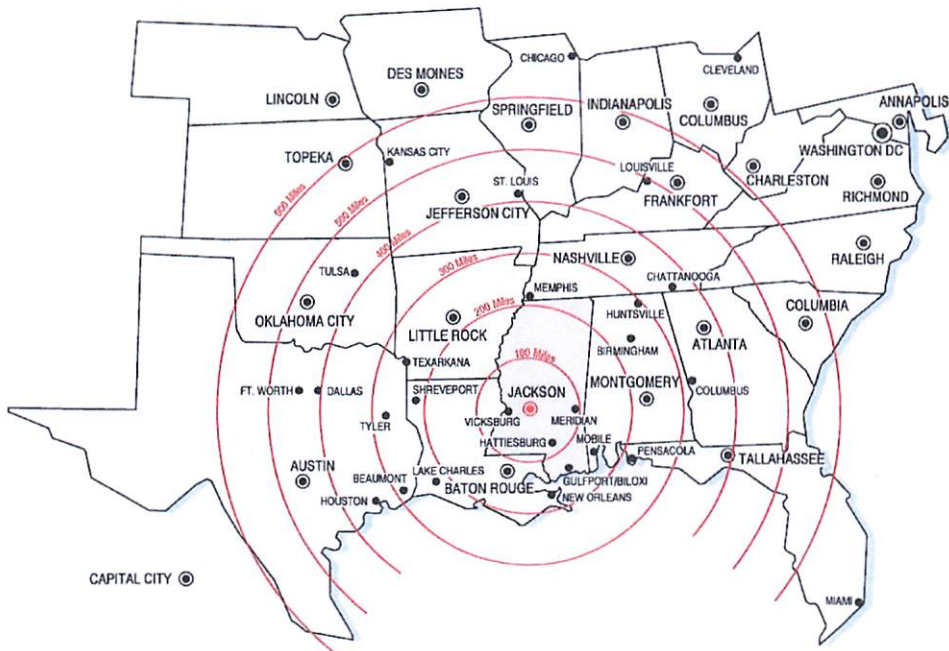 CHICAGO
CLEVELAND
DES MOINES
LINCOLN
SPRINGFIELD
INDIANAPOLIS
COLUMBUS
ANNAPOLIS
WASHINGTON DC
TOPEKA
KANSAS CITY
LOUISVILLE
CHARLESTON
ST. LOUIS
FRANKFORT
RICHMOND
JEFFERSON CITY
600 Miles
500 Miles
400 Miles
300 Miles
200 Miles
100 Miles
NASHVILLE
RALEIGH
TULSA
CHATTANOOGA
MEMPHIS
OKLAHOMA CITY
HUNTSVILLE
COLUMBIA
LITTLE ROCK
ATLANTA
BIRMINGHAM
TEXARKANA
MONTGOMERY
FT. WORTH
DALLAS
SHREVEPORT
JACKSON
COLUMBUS
VICKSBURG
MERIDIAN
TYLER
HATTIESBURG
MOBILE
PENSACOLA
TALLAHASSEE
AUSTIN
BEAUMONT
LAKE CHARLES
BATON ROUGE
GULFPORT/BILOXI
HOUSTON
NEW ORLEANS
CAPITAL CITY
MIAMI